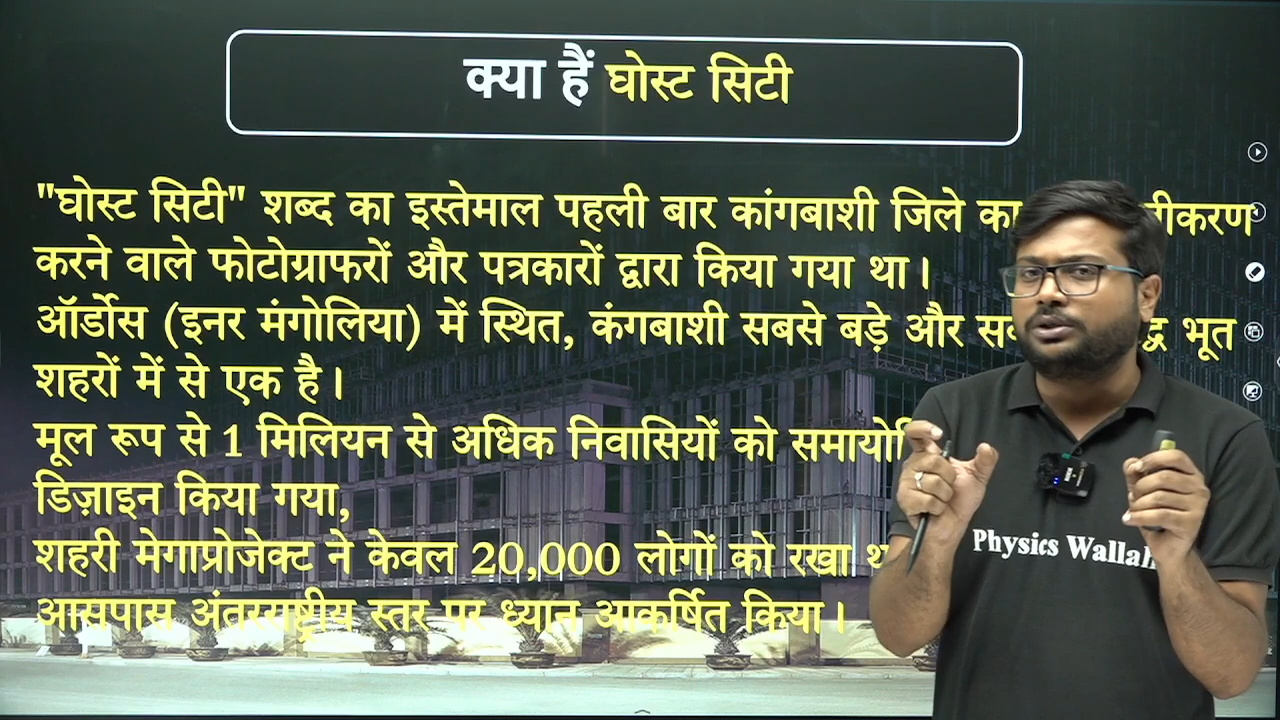 क्या हैं घोस्ट सिटी
"घोस्ट सिटी" शब्द का इस्तेमाल पहली बार कांगबाशी जिले का
करने वाले फोटोग्राफरों और पत्रकारों द्वारा किया गया था।
ऑर्डोस (इनर मंगोलिया) में स्थित, कंगबाशी सबसे बड़े और भूत
शहरों में से एक है।
मूल रूप से 1 मिलियन से अधिक निवासियों को
डिज़ाइन किया गया,
शहरी मेगाप्रोजेक्ट ने केवल 20,000 लोगों को रखा
आसपास अंतरराष्ट्रीय स्तर पर ध्यान आकर्षित किया।
Physics Wallah